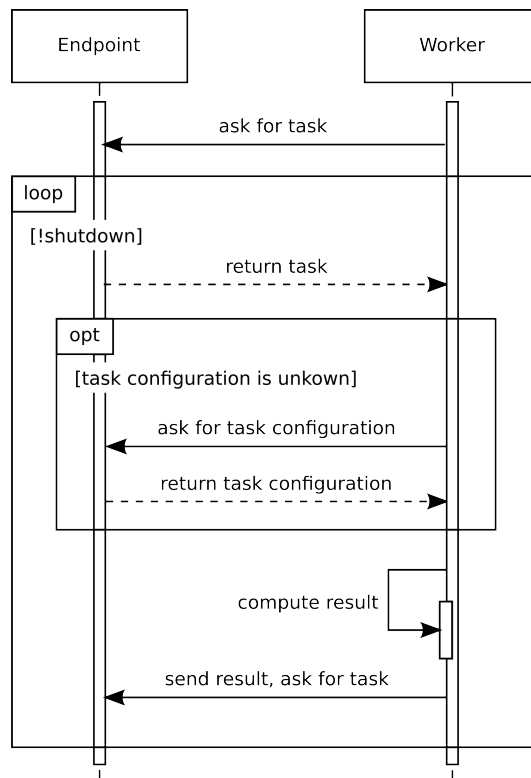 Endpoint
Worker
ask for task
loop
[!shutdown]
return task
opt
[task configuration is unkown]
ask for task configuration
return task configuration
compute result
send result, ask for task